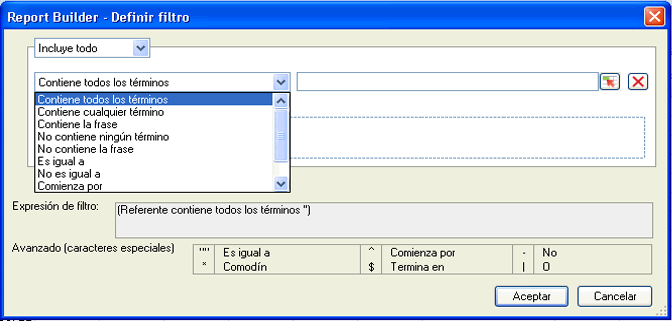 Report Builder - Definir filtro
Incluye todo
Contiene todos los términos
Contiene todos los términos
Contiene cualquier término
Contiene la frase
No contiene ningún término
No contiene la frase
Es igual a
No es igual a
Comienza por
Expresión de filtro: (Referente contiene todos los términos '')
Avanzado (caracteres especiales) "" Es igual a ^ Comienza por - No
* Comodín $ Termina en | O
Aceptar Cancelar